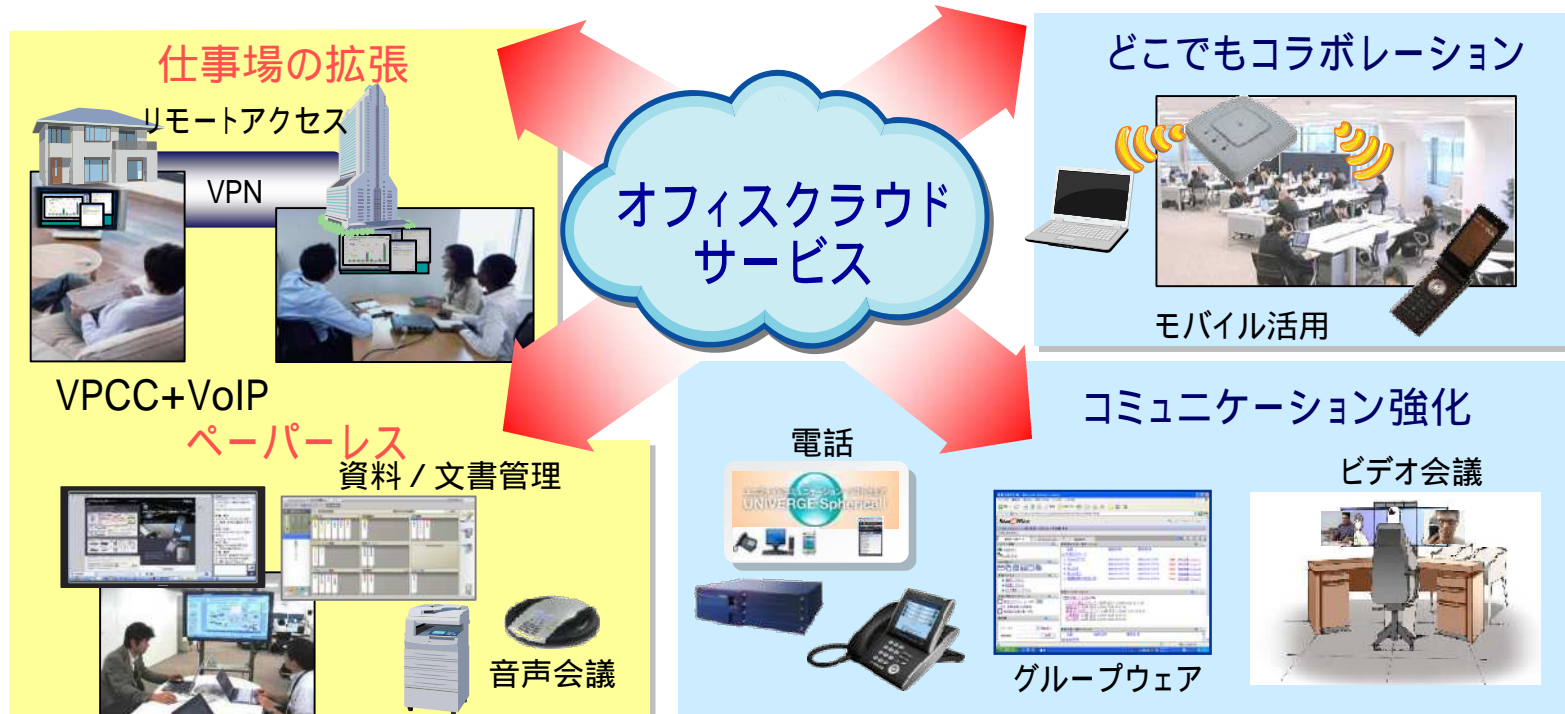 仕事場の拡張
リモートアクセス
VPN
VPCC+VoIP
ペーパーレス
資料 / 文書管理
音声会議
オフィスクラウド
サービス
どこでもコラボレーション
モバイル活用
コミュニケーション強化
電話
UNIVERGE Spherical
グループウェア
ビデオ会議